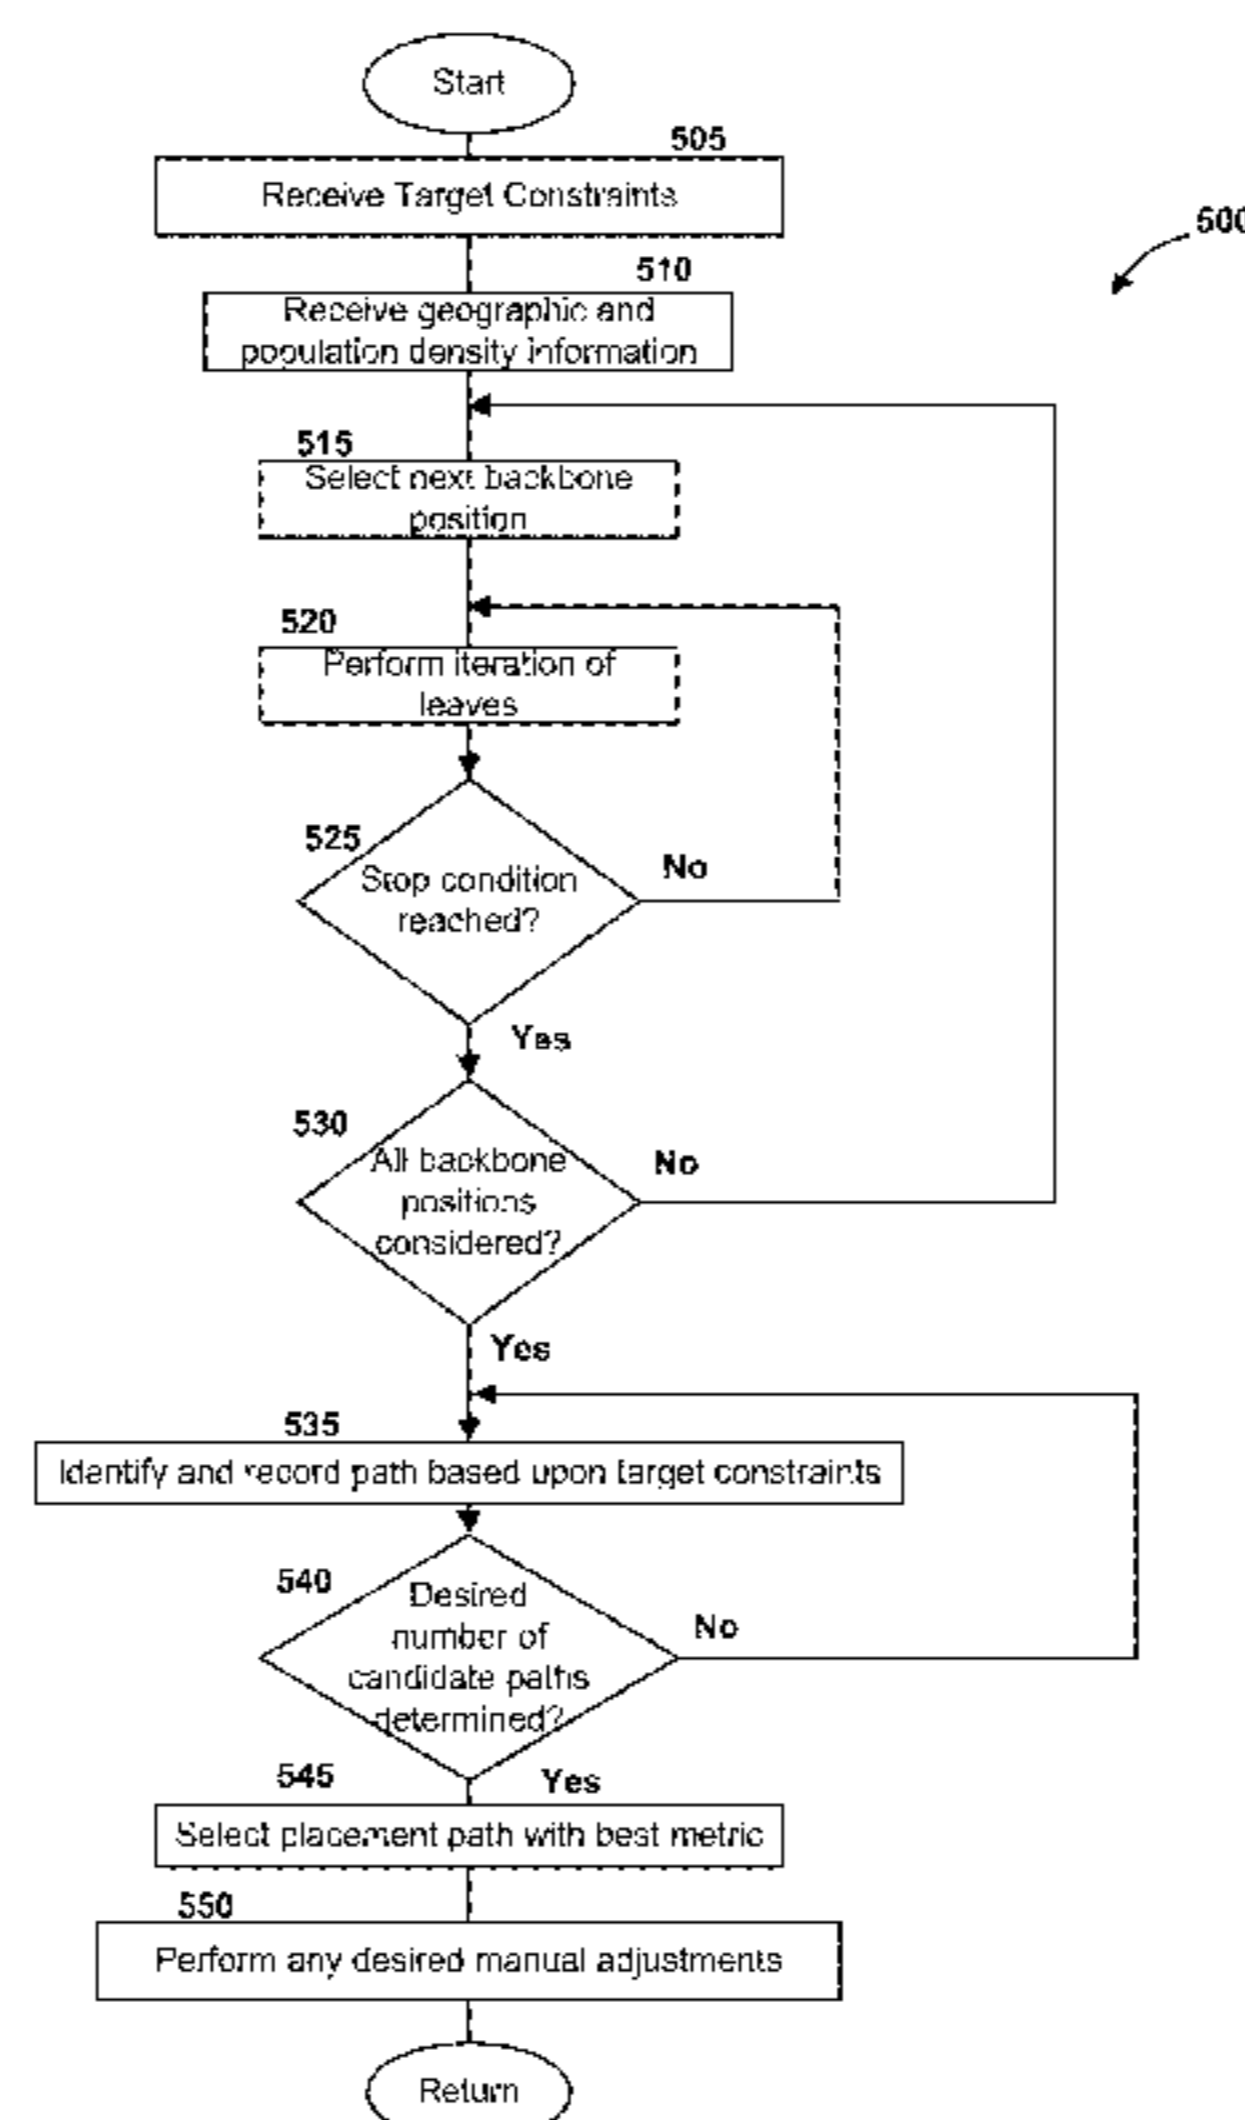 Start
505
Receive Target Constraints
500
510
Receive geographic and
population density information
515
Select next backbone
position
520
Perform iteration of
leaves
525
Stop condition
reached?
No
Yes
530
All backbone
positions
considered?
No
Yes
535
Identify and record path based upon target constraints
540
Desired
number of
candidate paths
determined?
No
545
Yes
Select placement path with best metric
550
Perform any desired manual adjustments
Return